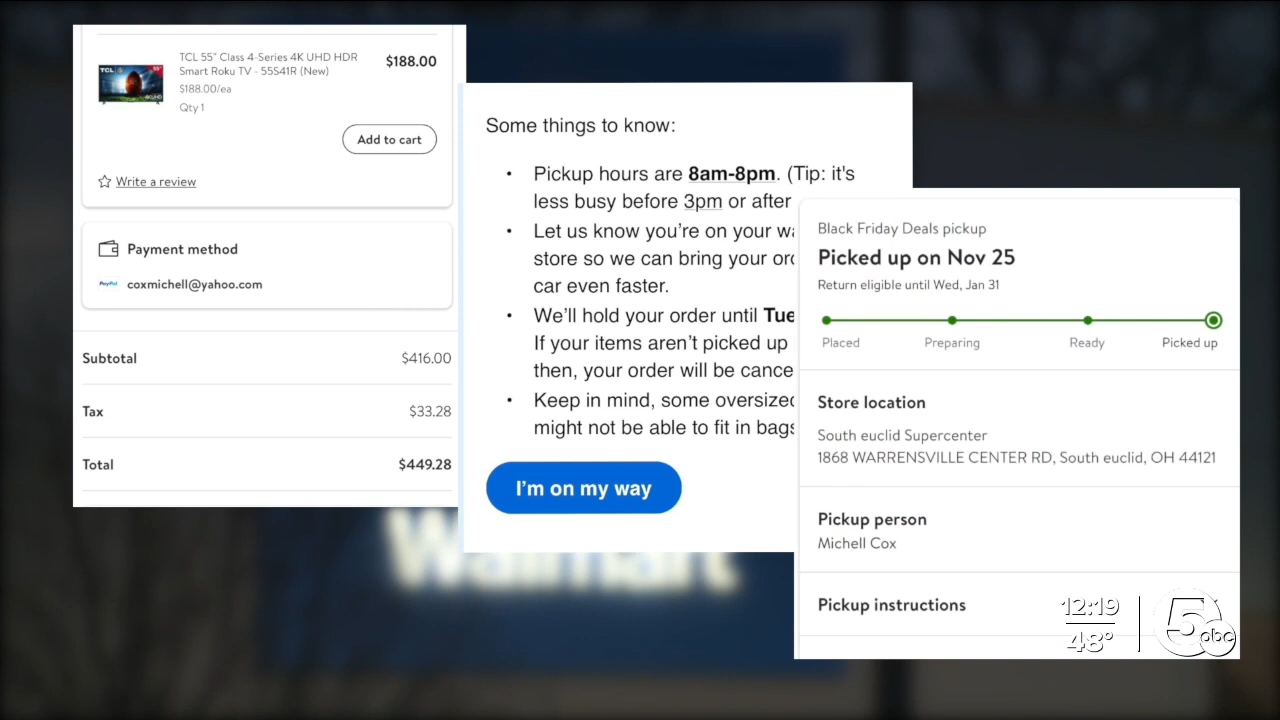 TCL 55" Class 4-Series 4K UHD HDR
Smart Roku TV - 55S41R (New)
$188.00
$188.00/ea
Qty 1
Add to cart
Write a review
Payment method
PayPal
coxmichell@yahoo.com
Subtotal $416.00
Tax $33.28
Total $449.28
Some things to know:
• Pickup hours are 8am-8pm. (Tip: it's
less busy before 3pm or after
• Let us know you're on your wa
store so we can bring your orc
car even faster.
• We'll hold your order until Tue
If your items aren't picked up
then, your order will be cance
• Keep in mind, some oversized
might not be able to fit in bags
I'm on my way
Black Friday Deals pickup
Picked up on Nov 25
Return eligible until Wed, Jan 31
Placed Preparing Ready Picked up
Store location
South euclid Supercenter
1868 WARRENSVILLE CENTER RD, South euclid, OH 44121
Pickup person
Michell Cox
Pickup instructions
Walmart
12:19
48°
5 abc